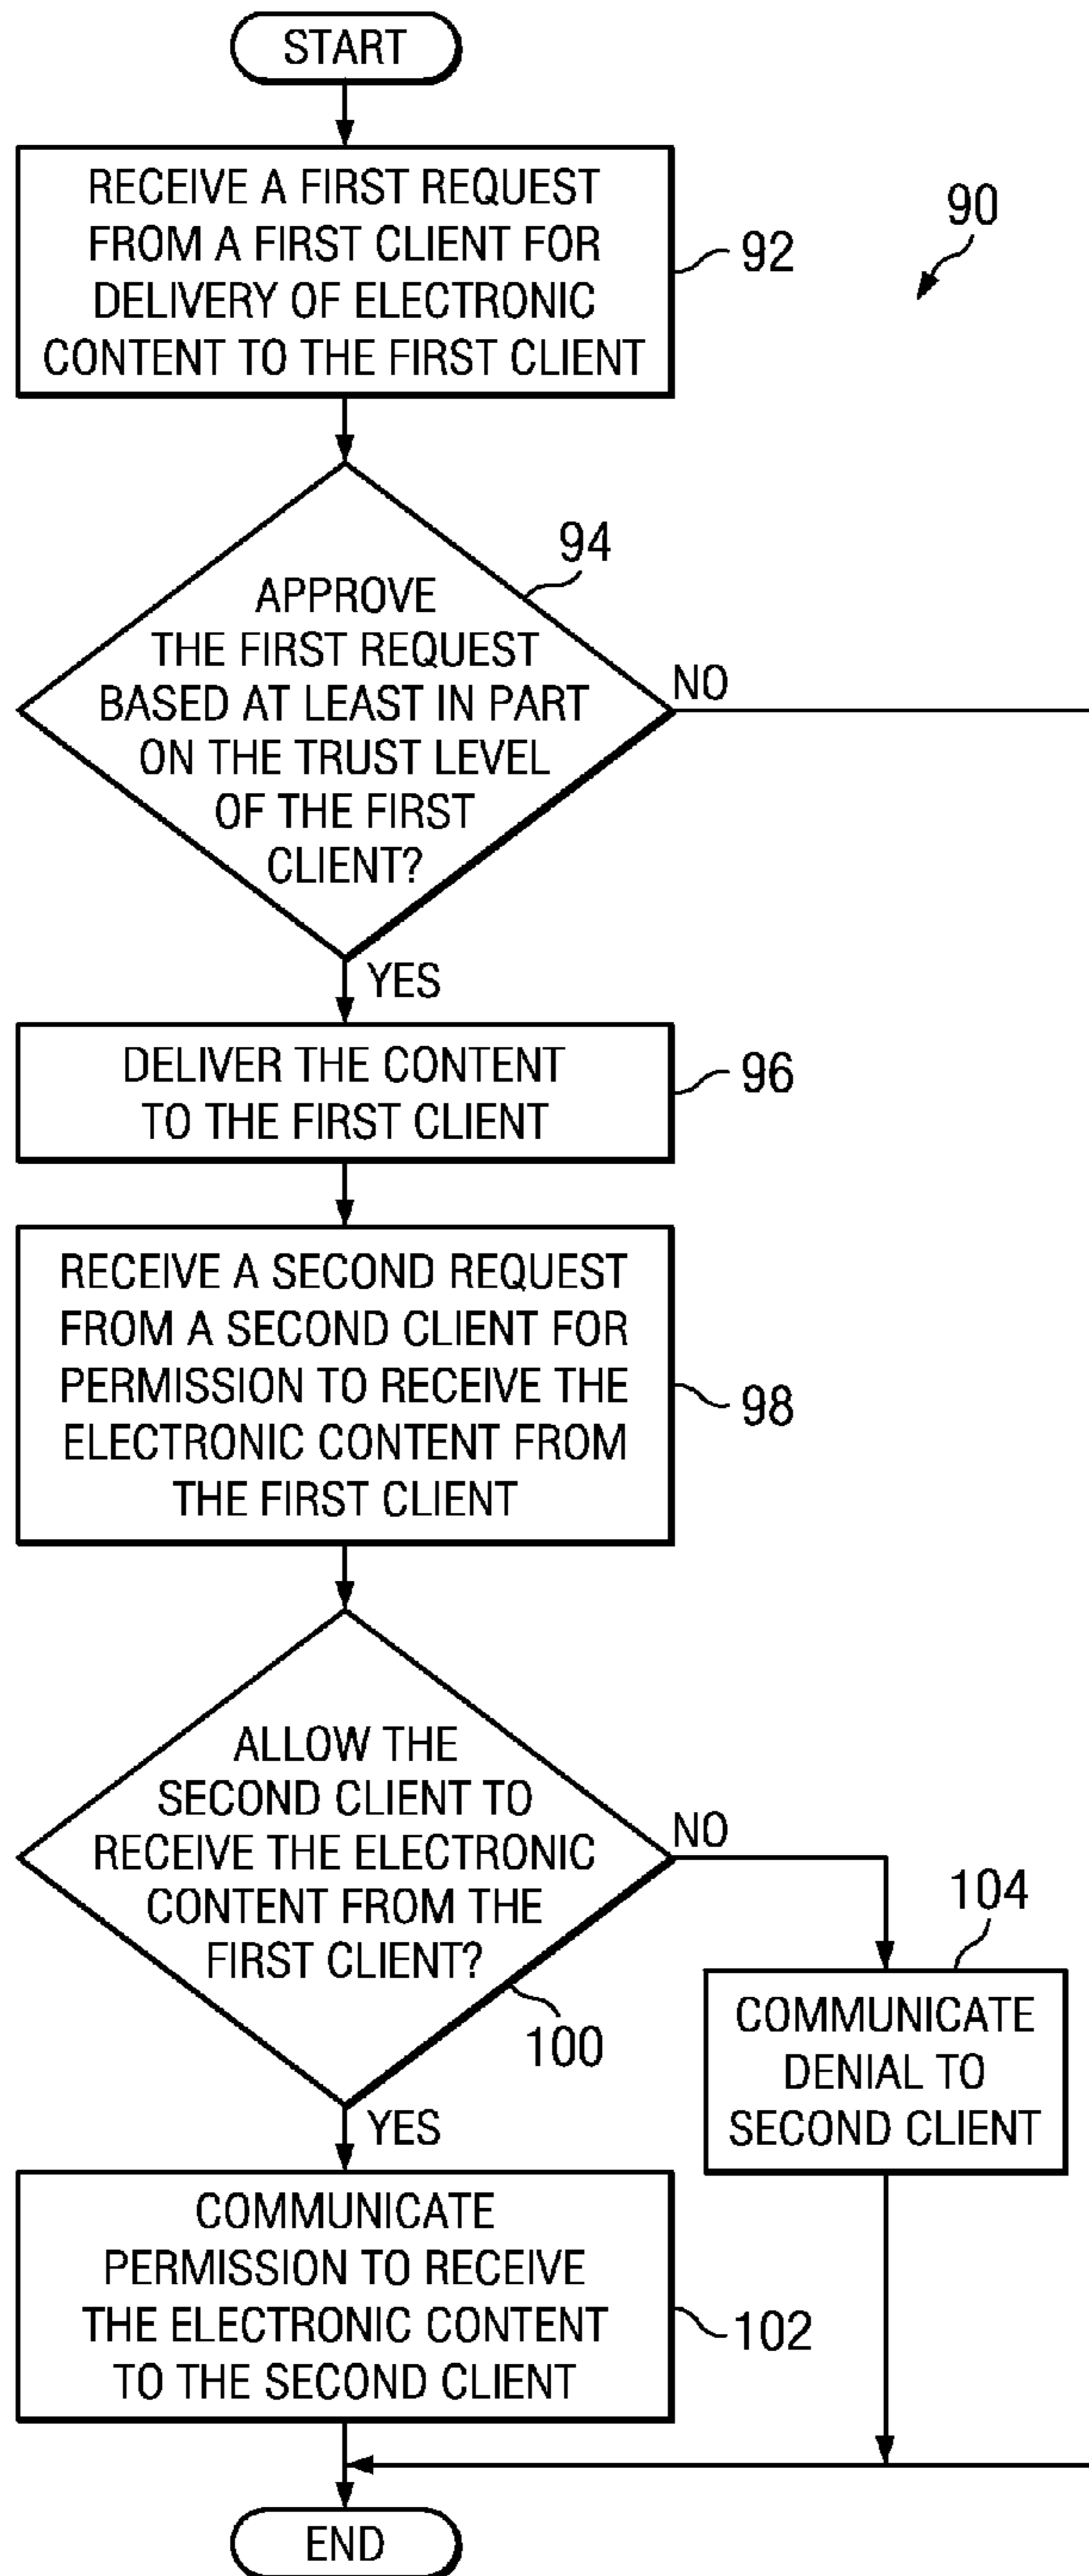 START
RECEIVE A FIRST REQUEST
FROM A FIRST CLIENT FOR
DELIVERY OF ELECTRONIC
CONTENT TO THE FIRST CLIENT
92
90
94
APPROVE
THE FIRST REQUEST
BASED AT LEAST IN PART
ON THE TRUST LEVEL
OF THE FIRST
CLIENT?
NO
YES
DELIVER THE CONTENT
TO THE FIRST CLIENT
96
RECEIVE A SECOND REQUEST
FROM A SECOND CLIENT FOR
PERMISSION TO RECEIVE THE
ELECTRONIC CONTENT FROM
THE FIRST CLIENT
98
ALLOW THE
SECOND CLIENT TO
RECEIVE THE ELECTRONIC
CONTENT FROM THE
FIRST CLIENT?
NO
100
104
COMMUNICATE
DENIAL TO
SECOND CLIENT
YES
COMMUNICATE
PERMISSION TO RECEIVE
THE ELECTRONIC CONTENT
TO THE SECOND CLIENT
102
END